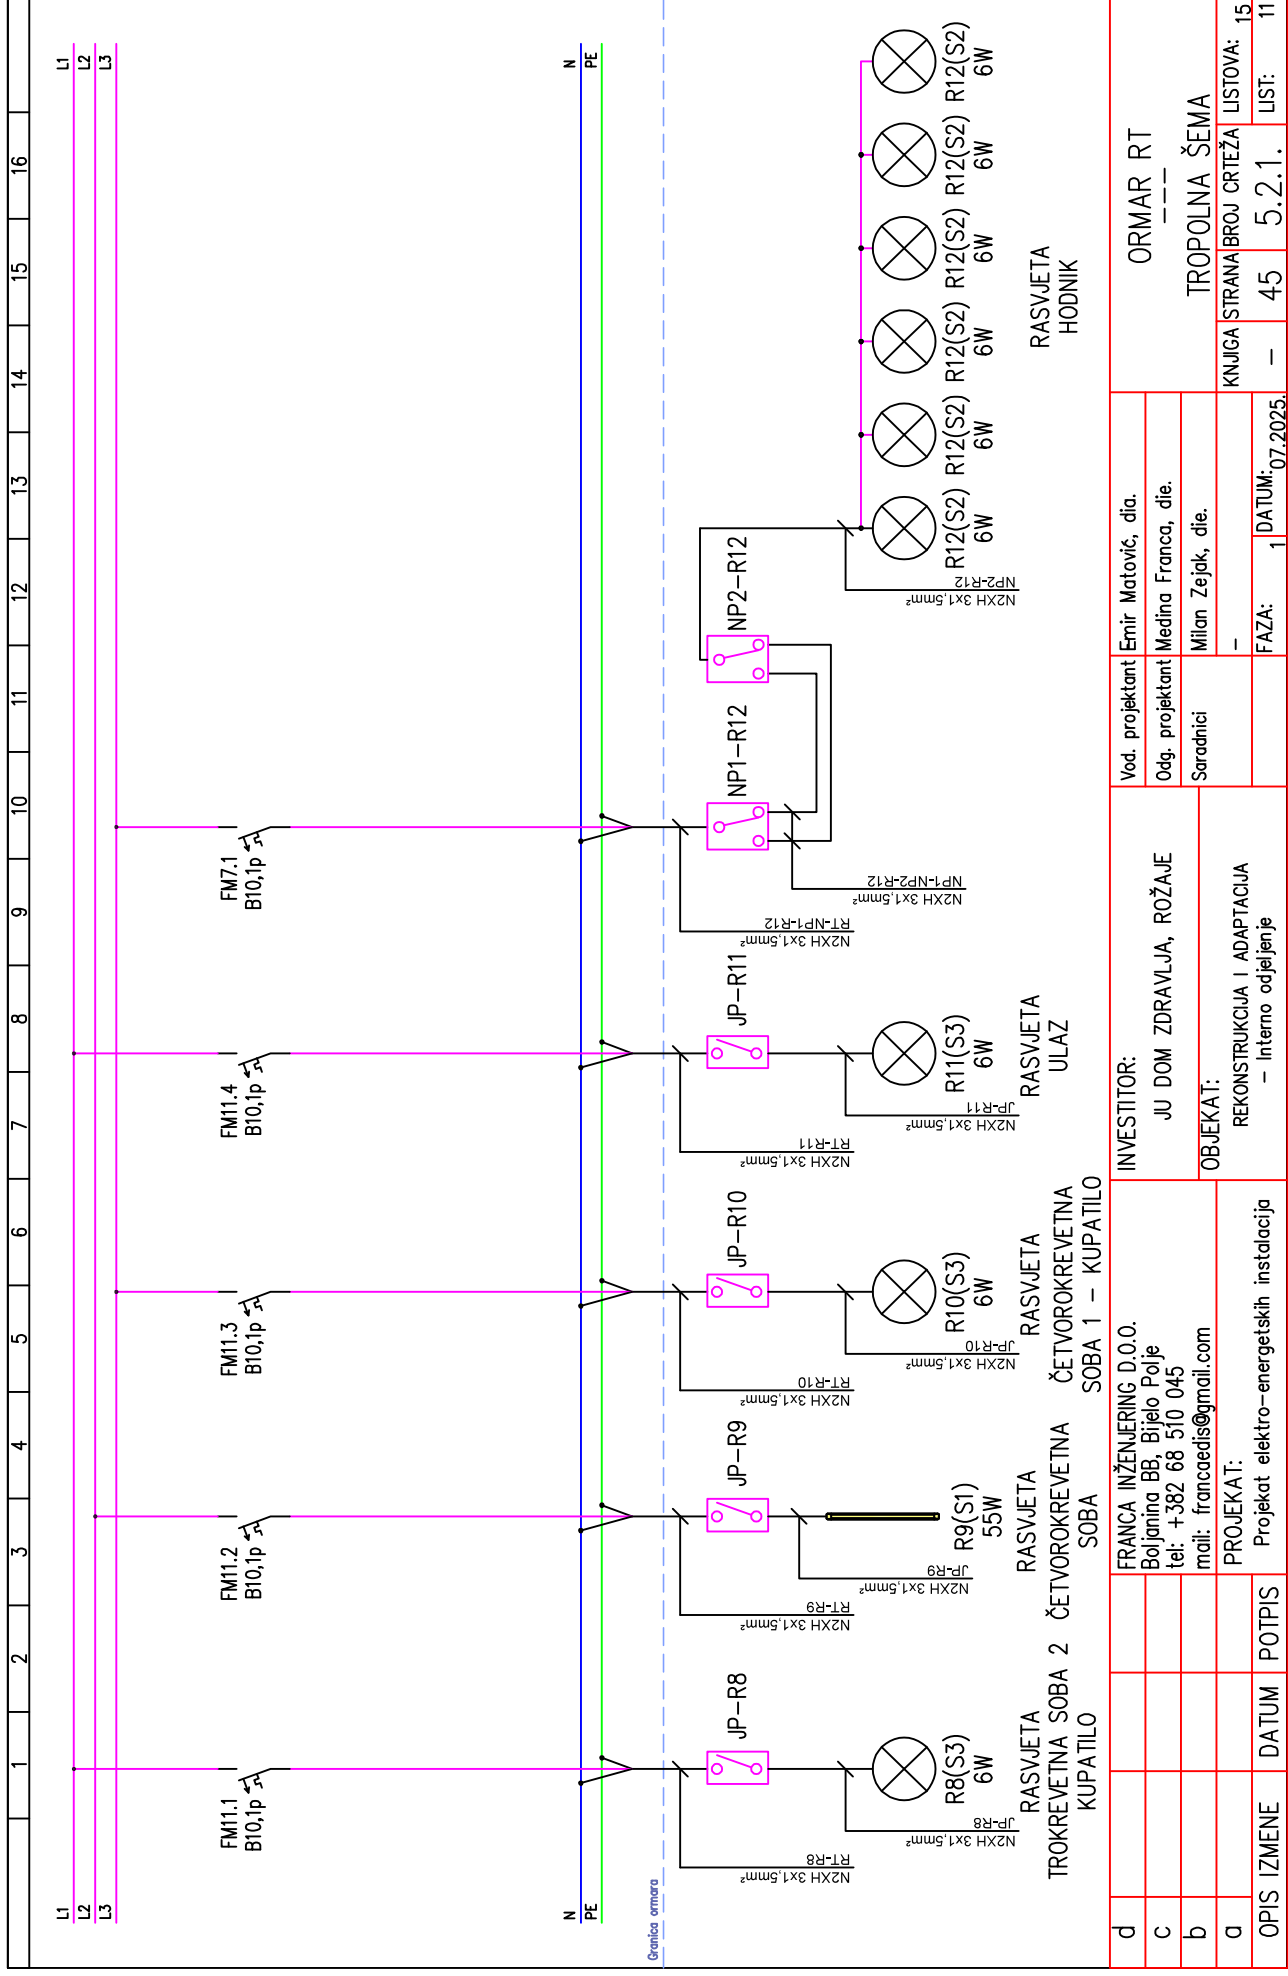 1 2 3 4 5 6 7 8 9 10 11 12 13 14 15 16
L1
L2
L3
L1
L2
L3
N
PE
N
PE
Granica ormara
FM11.1
B10,1p
FM11.2
B10,1p
FM11.3
B10,1p
FM11.4
B10,1p
FM7.1
B10,1p
JP-R8
N2XH 3x1,5mm²
RT-R8
N2XH 3x1,5mm²
JP-R8
R8(S3)
6W
RASVJETA
TROKREVETNA SOBA 2
KUPATILO
JP-R9
N2XH 3x1,5mm²
RT-R9
N2XH 3x1,5mm²
JP-R9
R9(S1)
55W
RASVJETA
ČETVOROKREVETNA
SOBA
JP-R10
N2XH 3x1,5mm²
RT-R10
N2XH 3x1,5mm²
JP-R10
R10(S3)
6W
RASVJETA
ČETVOROKREVETNA
SOBA 1 - KUPATILO
JP-R11
N2XH 3x1,5mm²
RT-R11
N2XH 3x1,5mm²
JP-R11
R11(S3)
6W
RASVJETA
ULAZ
NP1-R12
NP2-R12
N2XH 3x1,5mm²
RT-NP1-R12
N2XH 3x1,5mm²
NP1-NP2-R12
N2XH 3x1,5mm²
NP2-R12
R12(S2)
6W
R12(S2)
6W
R12(S2)
6W
R12(S2)
6W
R12(S2)
6W
R12(S2)
6W
RASVJETA
HODNIK
d
c
b
a
OPIS IZMENE DATUM POTPIS
FRANCA INŽENJERING D.O.O.
Boljanina BB, Bijelo Polje
tel: +382 68 510 045
mail: francaedis@gmail.com
PROJEKAT:
Projekat elektro-energetskih instalacija
INVESTITOR:
JU DOM ZDRAVLJA, ROŽAJE
OBJEKAT:
REKONSTRUKCIJA I ADAPTACIJA
- Interno odjeljenje
Vod. projektant Emir Matović, dia.
Odg. projektant Medina Franca, die.
Saradnici Milan Zejak, die.
-
FAZA: 1 DATUM: 07.2025.
ORMAR RT
---
TROPOLNA ŠEMA
KNJIGA STRANA BROJ CRTEŽA LISTOVA: 15
- 45 5.2.1. LIST: 11